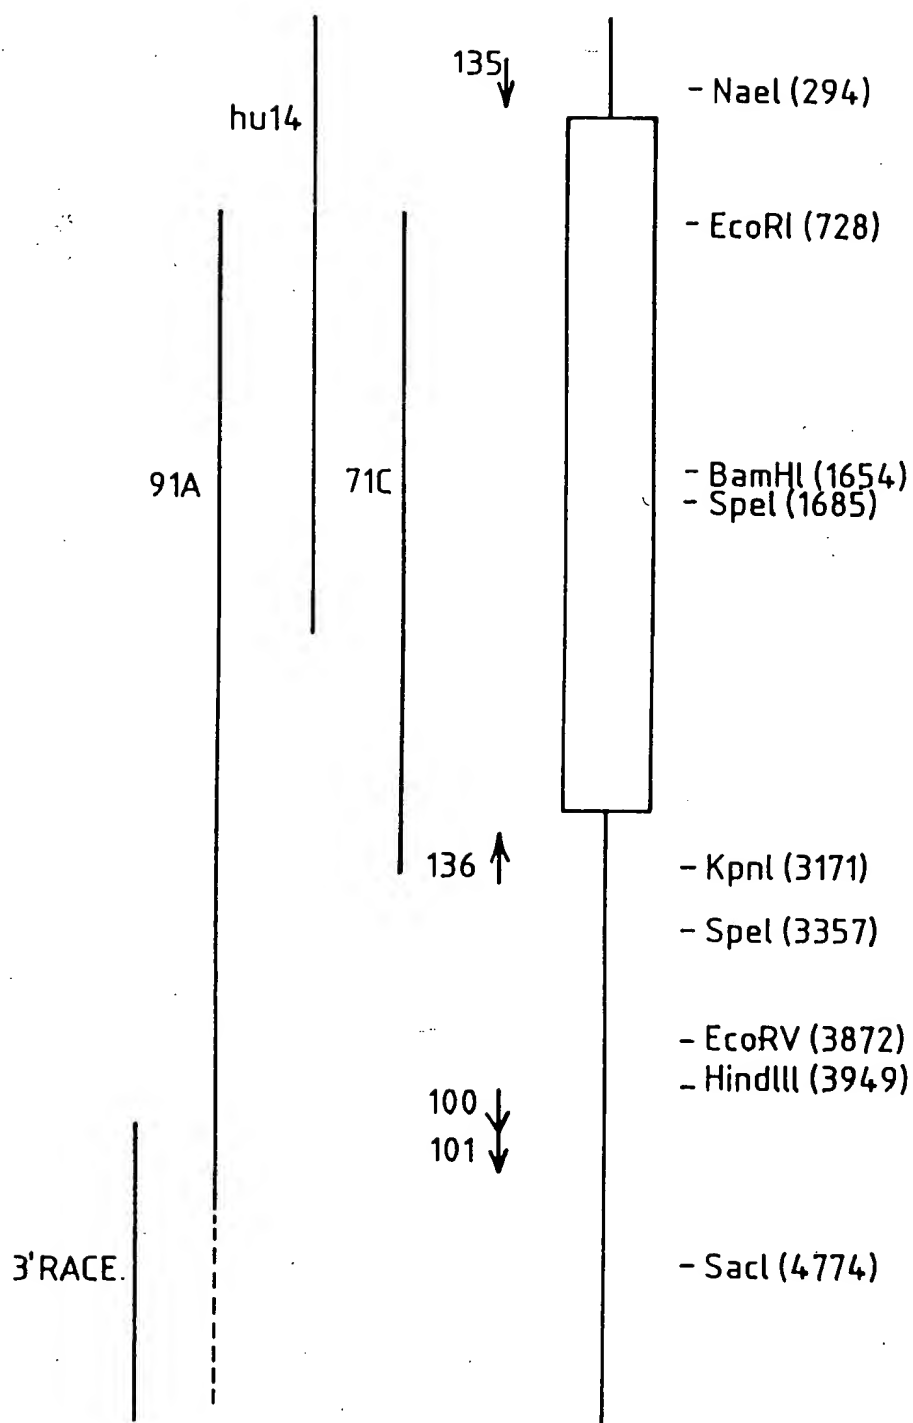 135
- NaeI (294)
hu14
- EcoRI (728)
91A
71C
- BamHI (1654)
- SpeI (1685)
136
- KpnI (3171)
- SpeI (3357)
- EcoRV (3872)
- HindIII (3949)
100
101
3'RACE.
- SacI (4774)